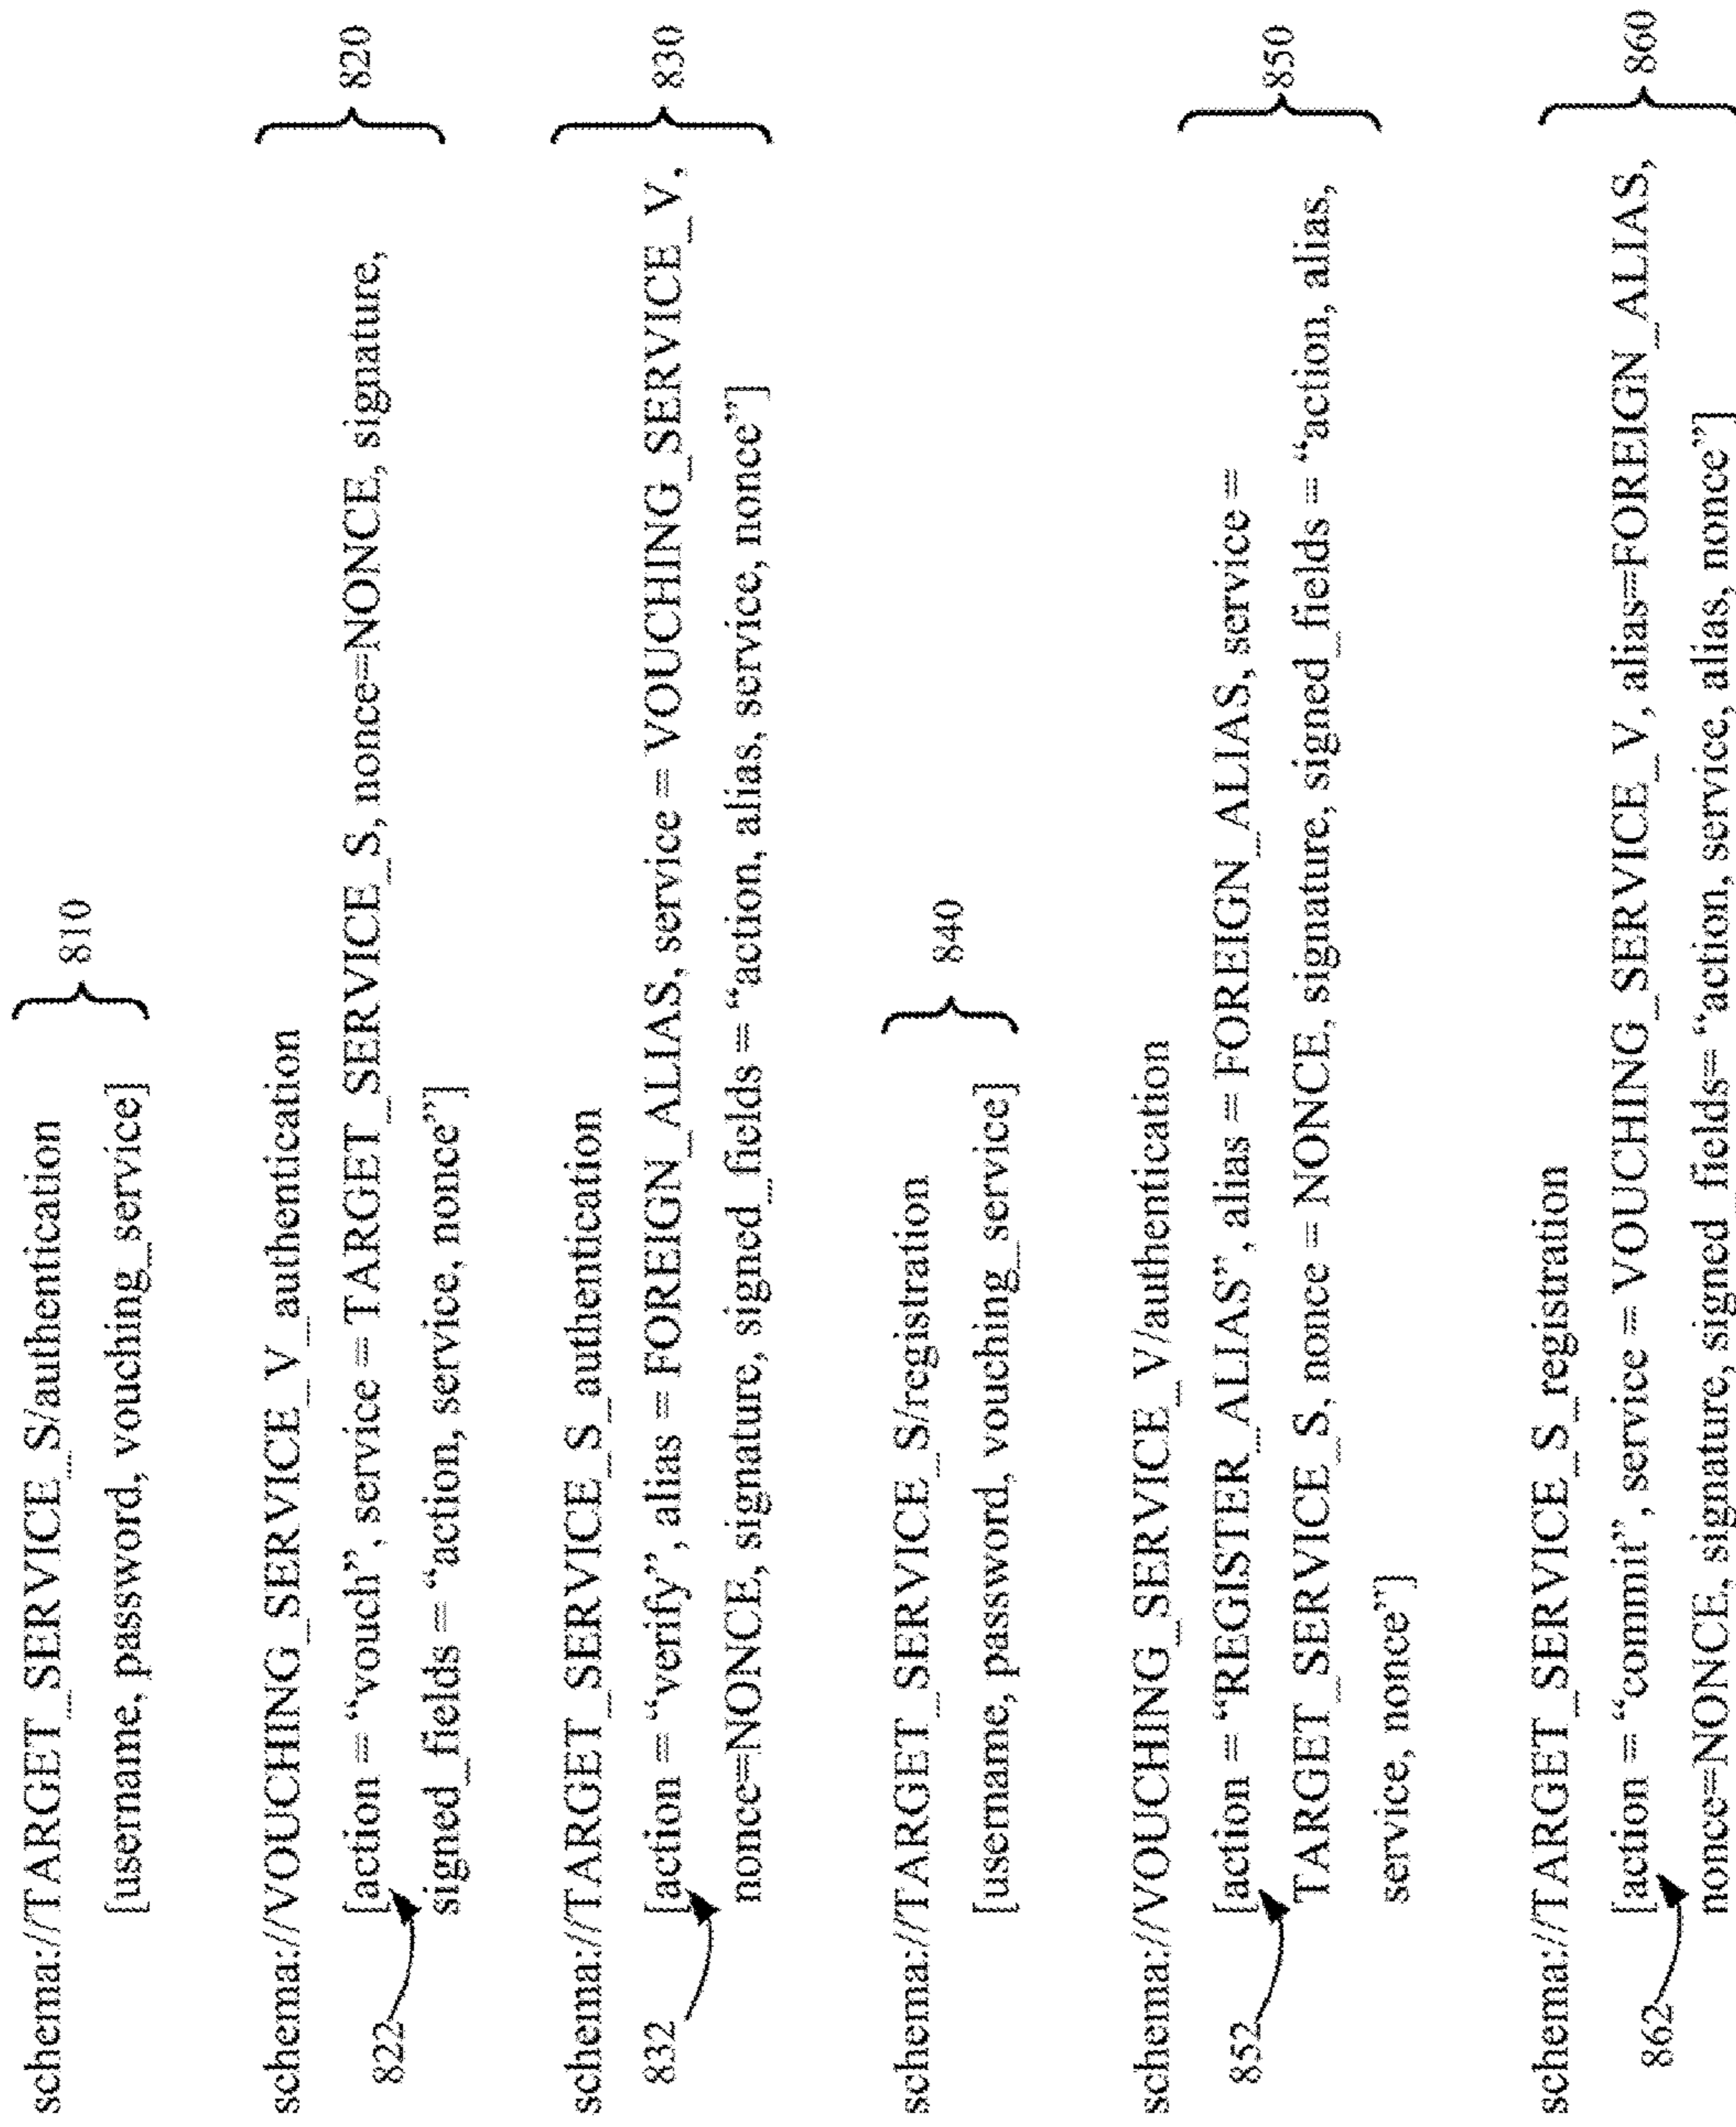 schema://TARGET_SERVICE_S/authentication
[username, password, vouching_service]
810
schema://VOUCHING_SERVICE_V_authentication
[action = “vouch”, service = TARGET_SERVICE_S, nonce=NONCE, signature,
signed_fields = “action, service, nonce”]
820
822
schema://TARGET_SERVICE_S_authentication
[action = “verify”, alias = FOREIGN_ALIAS, service = VOUCHING_SERVICE_V,
nonce=NONCE, signature, signed_fields = “action, alias, service, nonce”]
830
832
schema://TARGET_SERVICE_S/registration
[username, password, vouching_service]
840
schema://VOUCHING_SERVICE_V/authentication
[action = “REGISTER_ALIAS”, alias = FOREIGN_ALIAS, service =
TARGET_SERVICE_S, nonce = NONCE, signature, signed_fields = “action, alias,
service, nonce”]
850
852
schema://TARGET_SERVICE_S_registration
[action = “commit”, service = VOUCHING_SERVICE_V, alias=FOREIGN_ALIAS,
nonce=NONCE, signature, signed_fields=“action, service, alias, nonce”]
860
862